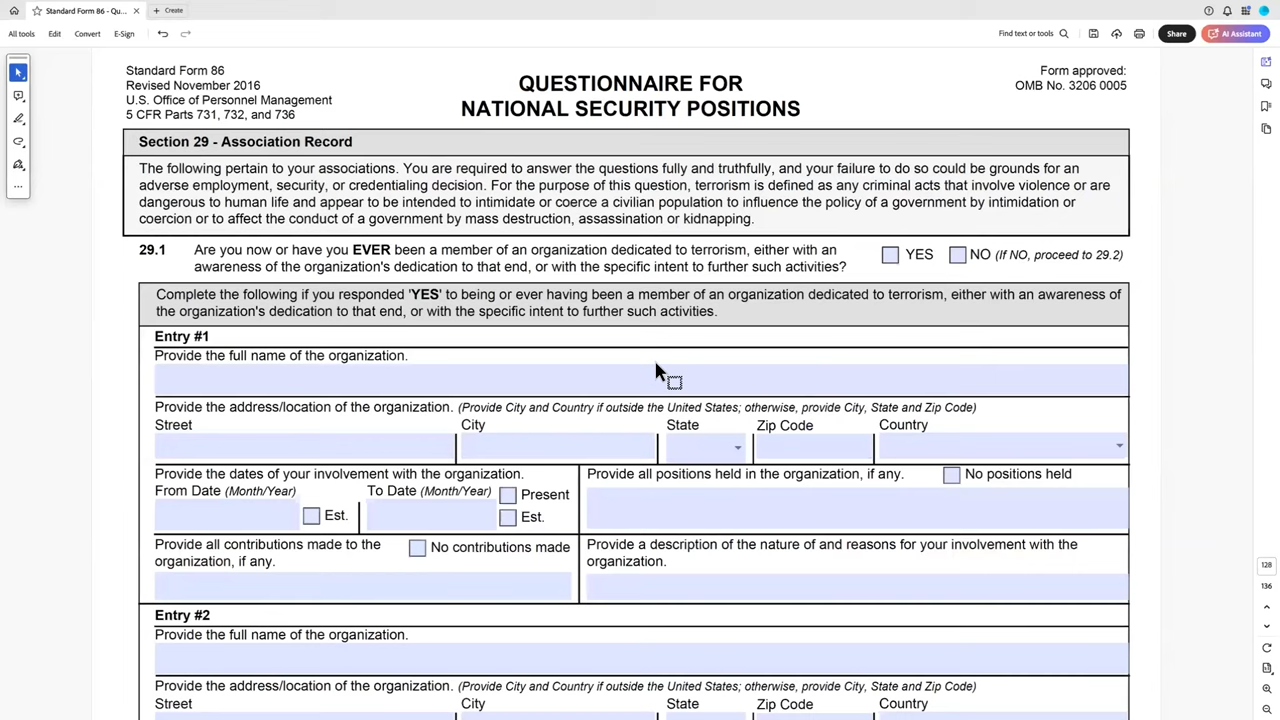 Standard Form 86 - Qu...
Create
All tools
Edit
Convert
E-Sign
Find text or tools
Share
AI Assistant
Standard Form 86
Revised November 2016
U.S. Office of Personnel Management
5 CFR Parts 731, 732, and 736
QUESTIONNAIRE FOR
NATIONAL SECURITY POSITIONS
Form approved:
OMB No. 3206 0005
Section 29 - Association Record
The following pertain to your associations. You are required to answer the questions fully and truthfully, and your failure to do so could be grounds for an
adverse employment, security, or credentialing decision. For the purpose of this question, terrorism is defined as any criminal acts that involve violence or are
dangerous to human life and appear to be intended to intimidate or coerce a civilian population to influence the policy of a government by intimidation or
coercion or to affect the conduct of a government by mass destruction, assassination or kidnapping.
29.1 Are you now or have you EVER been a member of an organization dedicated to terrorism, either with an
awareness of the organization's dedication to that end, or with the specific intent to further such activities?
YES NO (If NO, proceed to 29.2)
Complete the following if you responded 'YES' to being or ever having been a member of an organization dedicated to terrorism, either with an awareness of
the organization's dedication to that end, or with the specific intent to further such activities.
Entry #1
Provide the full name of the organization.
Provide the address/location of the organization. (Provide City and Country if outside the United States; otherwise, provide City, State and Zip Code)
Street City State Zip Code Country
Provide the dates of your involvement with the organization.
From Date (Month/Year) To Date (Month/Year) Present
Est. Est.
Provide all positions held in the organization, if any. No positions held
Provide all contributions made to the
organization, if any.
No contributions made
Provide a description of the nature of and reasons for your involvement with the
organization.
Entry #2
Provide the full name of the organization.
Provide the address/location of the organization. (Provide City and Country if outside the United States; otherwise, provide City, State and Zip Code)
Street City State Zip Code Country
128
136